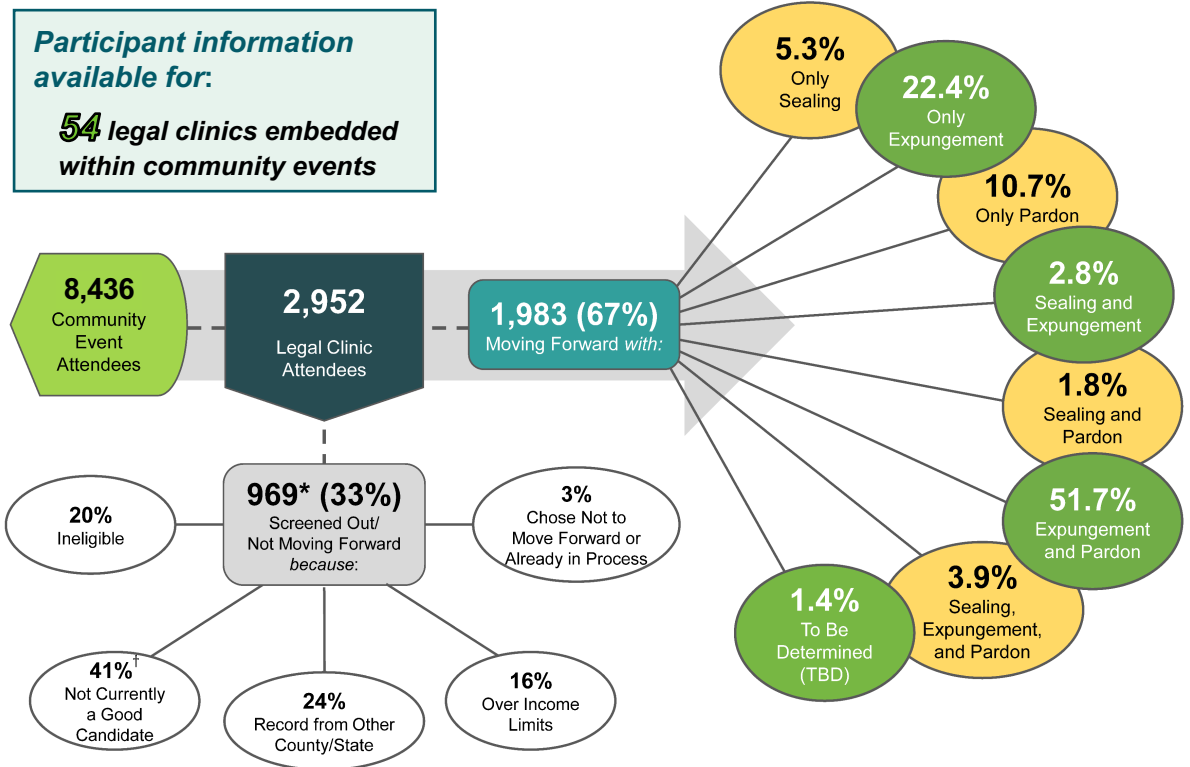 Participant information
available for:
54 legal clinics embedded
within community events
8,436
Community
Event
Attendees
2,952
Legal Clinic
Attendees
1,983 (67%)
Moving Forward with:
5.3%
Only
Sealing
22.4%
Only
Expungement
10.7%
Only Pardon
2.8%
Sealing and
Expungement
1.8%
Sealing and
Pardon
51.7%
Expungement
and Pardon
3.9%
Sealing,
Expungement,
and Pardon
1.4%
To Be
Determined
(TBD)
969* (33%)
Screened Out/
Not Moving Forward
because:
20%
Ineligible
3%
Chose Not to
Move Forward or
Already in Process
41%†
Not Currently
a Good
Candidate
24%
Record from Other
County/State
16%
Over Income
Limits